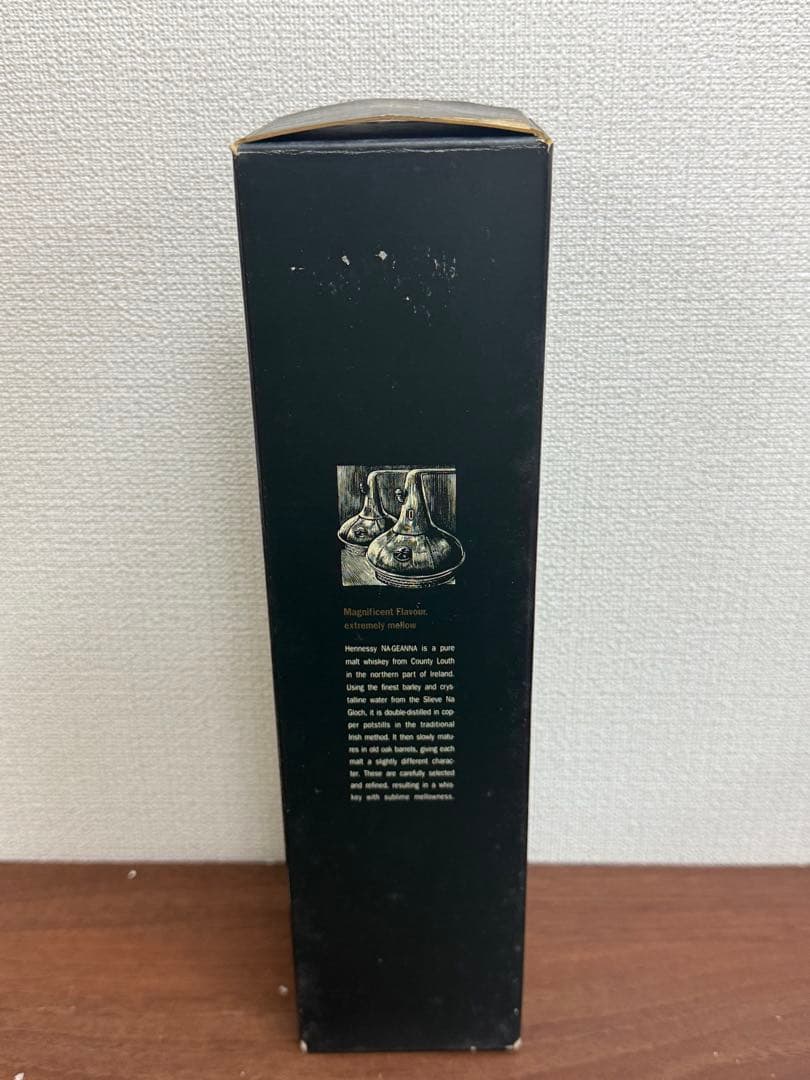 Magnificent Flavour,
extremely mellow
Hennessy NA-GEANNA is a pure
malt whiskey from County Louth
in the northern part of Ireland.
Using the finest barley and crys-
talline water from the Slieve Na
Gloch, it is double-distilled in cop-
per potstills in the traditional
Irish method. It then slowly matu-
res in old oak barrels, giving each
malt a slightly different charac-
ter. These are carefully selected
and refined, resulting in a whis-
key with sublime mellowness.